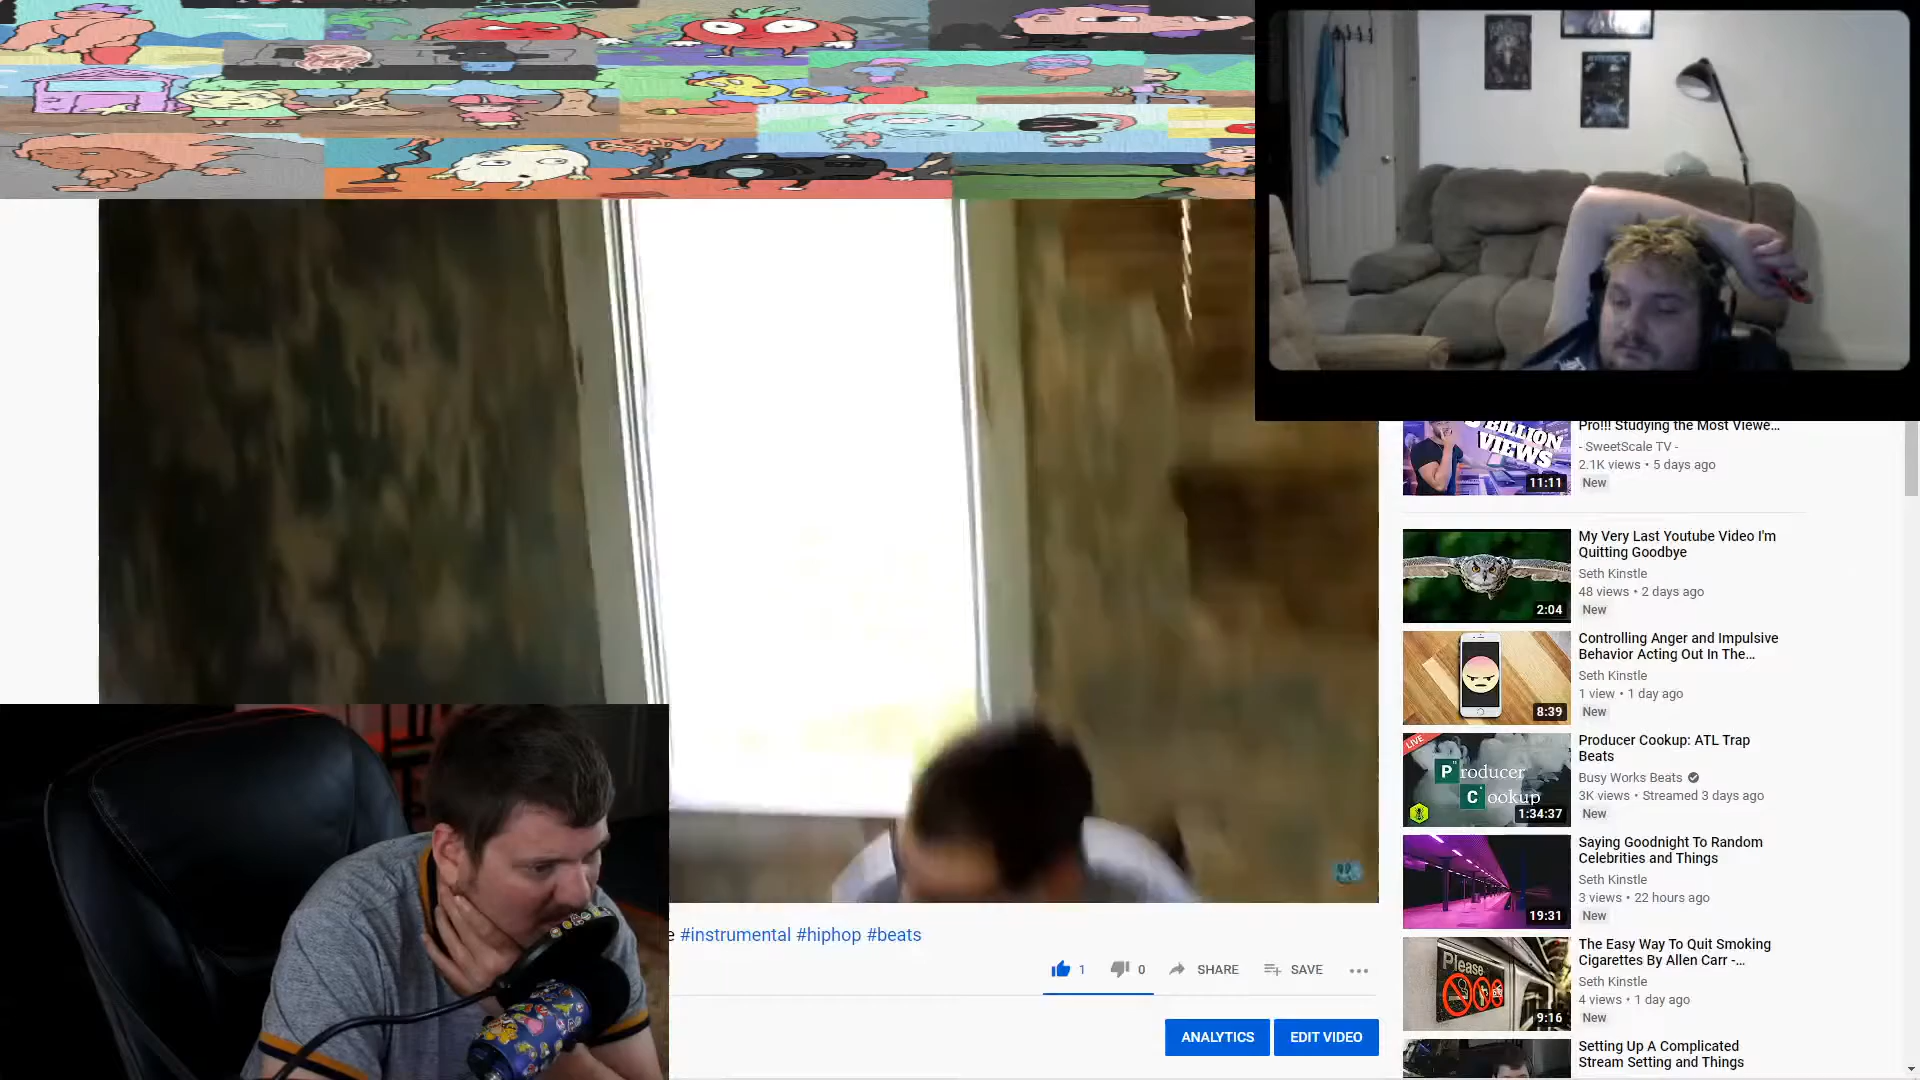 BILLION
VIEWS
11:11
Pro!!! Studying the Most Viewe...
- SweetScale TV -
2.1K views • 5 days ago
New
2:04
My Very Last Youtube Video I'm
Quitting Goodbye
Seth Kinstle
48 views • 2 days ago
New
8:39
Controlling Anger and Impulsive
Behavior Acting Out In The...
Seth Kinstle
1 view • 1 day ago
New
LIVE
Producer
Cookup
1:34:37
Producer Cookup: ATL Trap
Beats
Busy Works Beats
3K views • Streamed 3 days ago
New
19:31
Saying Goodnight To Random
Celebrities and Things
Seth Kinstle
3 views • 22 hours ago
New
Please
9:16
The Easy Way To Quit Smoking
Cigarettes By Allen Carr -...
Seth Kinstle
4 views • 1 day ago
New
Setting Up A Complicated
Stream Setting and Things
e #instrumental #hiphop #beats
1 0 SHARE SAVE
ANALYTICS EDIT VIDEO